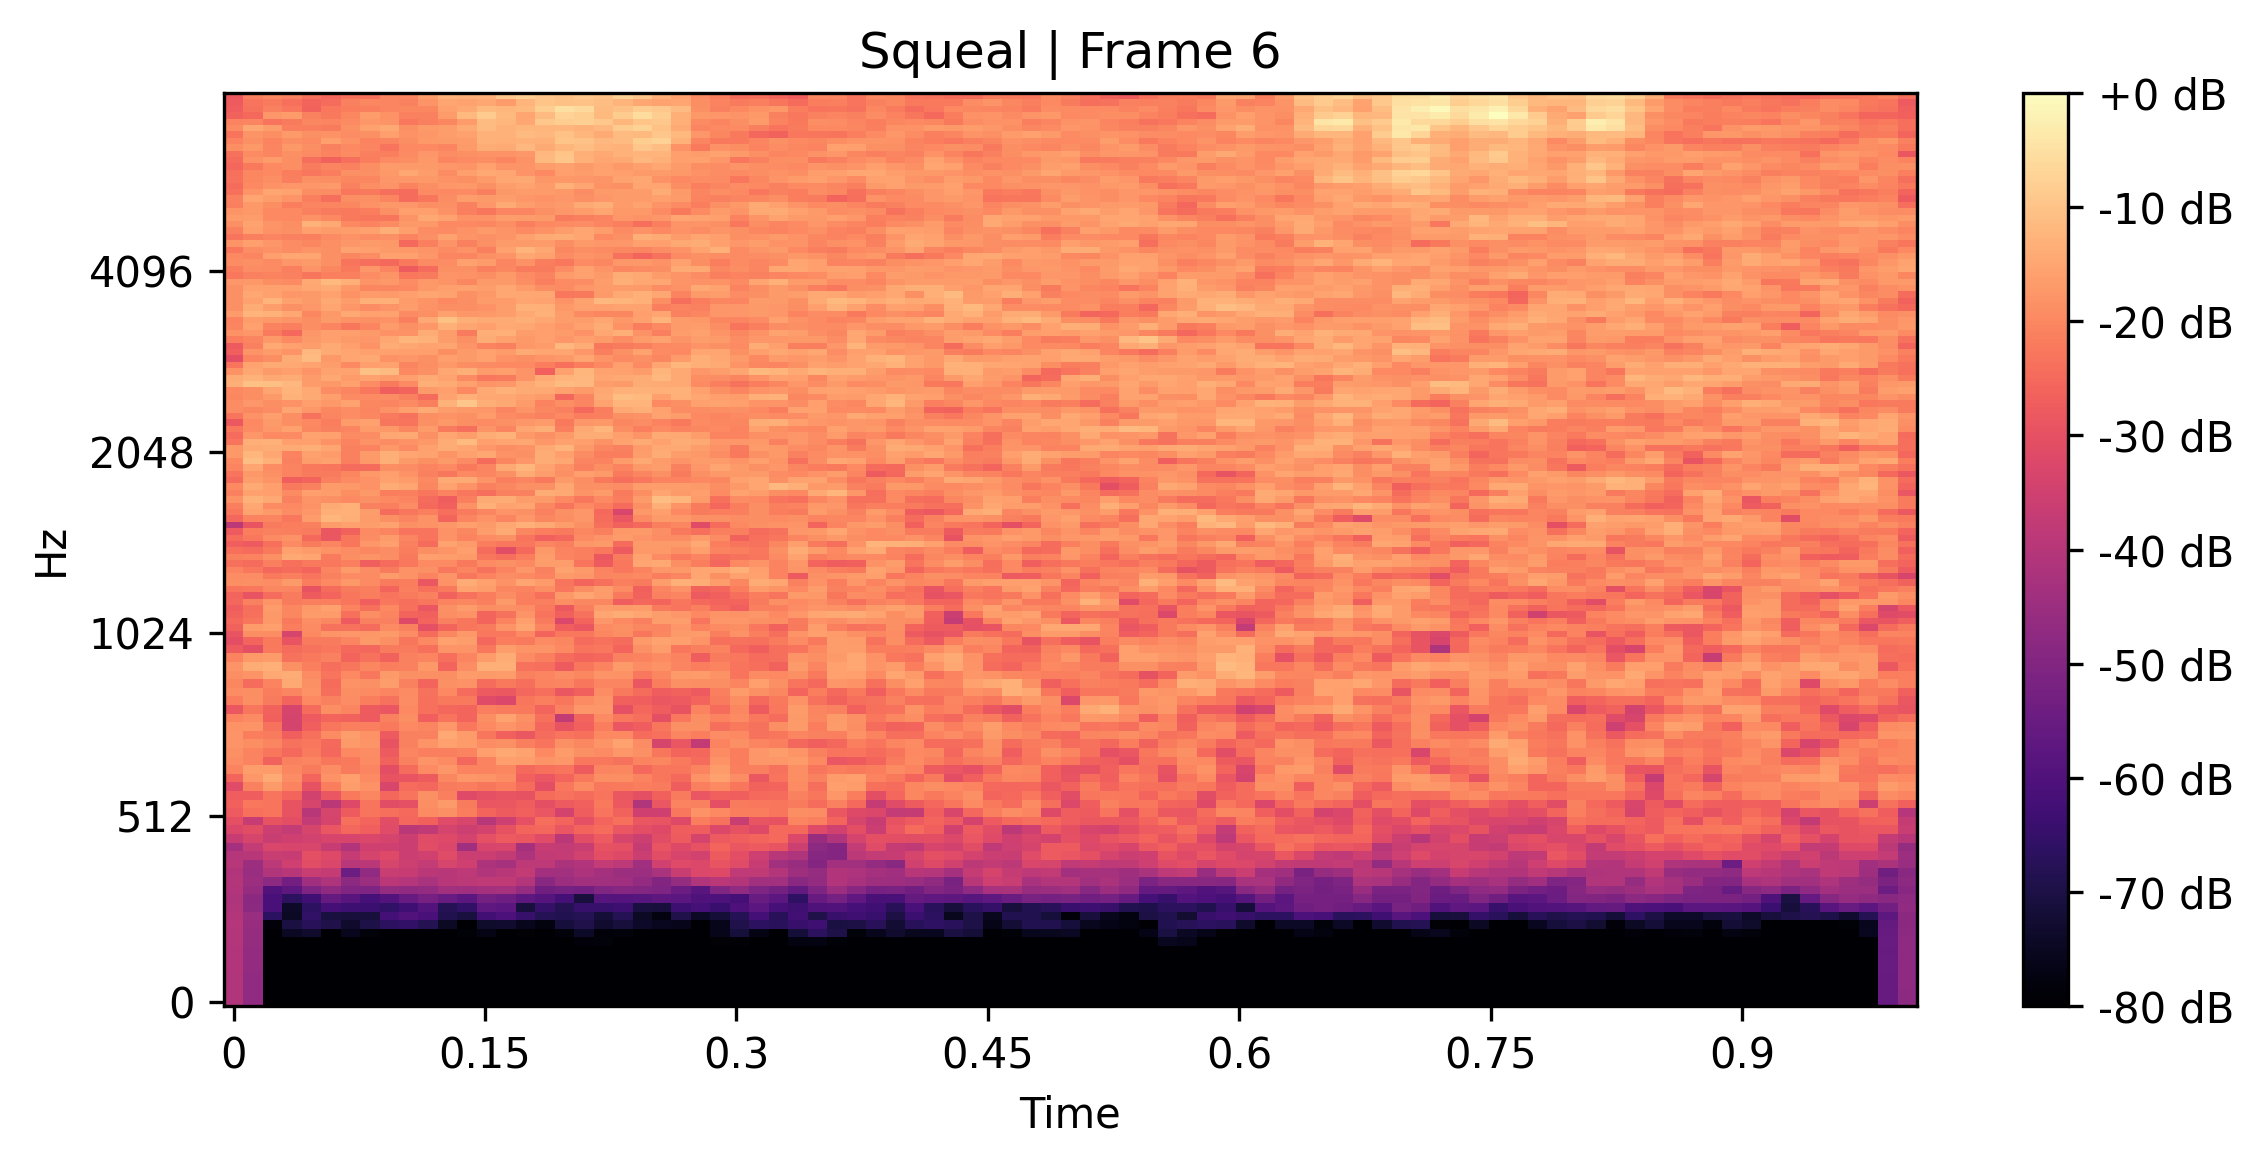 Squeal | Frame 6
Hz
4096
2048
1024
512
0
0 0.15 0.3 0.45 0.6 0.75 0.9
Time
+0 dB
-10 dB
-20 dB
-30 dB
-40 dB
-50 dB
-60 dB
-70 dB
-80 dB